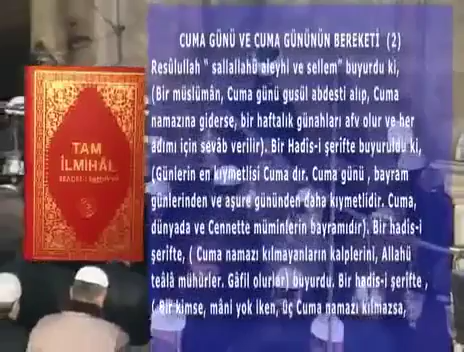 TAM
İLMİHÂL
CUMA GÜNÜ VE CUMA GÜNÜNÜN BEREKETİ (2)
Resûlullah " sallallahü aleyhi ve sellem" buyurdu ki,
(Bir müslümân, Cuma günü gusül abdesti alıp, Cuma
namazına giderse, bir haftalık günahları afv olur ve her
adımı için sevâb verilir). Bir Hadîs-i şerifte buyuruldu ki,
(Günlerin en kıymetlisi Cuma dır. Cuma günü , bayram
günlerinden ve aşure gününden daha kıymetlidir. Cuma,
dünyada ve Cennette müminlerin bayramıdır). Bir hadis-i
şerifte, ( Cuma namazı kılmayanların kalplerini, Allahü
teâlâ mühürler. Gâfil olurlar) buyurdu. Bir hadis-i şerifte ,
( Bir kimse, mâni yok iken, üç Cuma namazı kılmazsa,